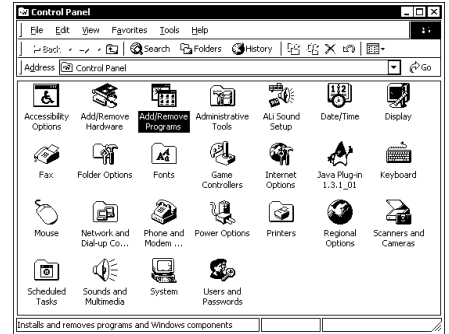 Control Panel
File Edit View Favorites Tools Help
Back Search Folders History
Address Control Panel Go
Accessibility Options
Add/Remove Hardware
Add/Remove Programs
Administrative Tools
ALi Sound Setup
Date/Time
Display
Fax
Folder Options
Fonts
Game Controllers
Internet Options
Java Plug-in 1.3.1_01
Keyboard
Mouse
Network and Dial-up Co...
Phone and Modem ...
Power Options
Printers
Regional Options
Scanners and Cameras
Scheduled Tasks
Sounds and Multimedia
System
Users and Passwords
Installs and removes programs and Windows components